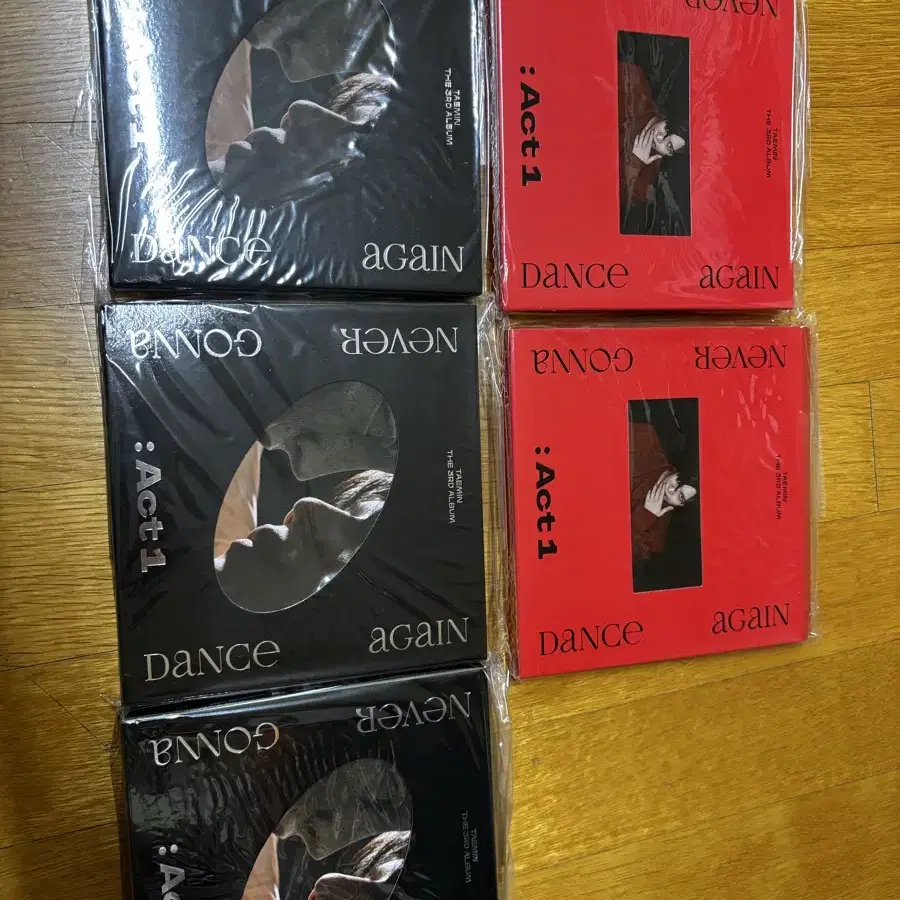 Act 1
TAEMIN
THE 3RD ALBUM
DaNCe aGaIN
NeVeR
: Act 1
TAEMIN
THE 3RD ALBUM
DaNCe aGaIN
GONNa NeVeR
: Act 1
TAEMIN
THE 3RD ALBUM
DaNCe aGaIN
GONNa NeVeR
: Act 1
TAEMIN
THE 3RD ALBUM
DaNCe aGaIN
GONNa NeVeR
: Ac
TAEMIN
THE 3RD ALBUM